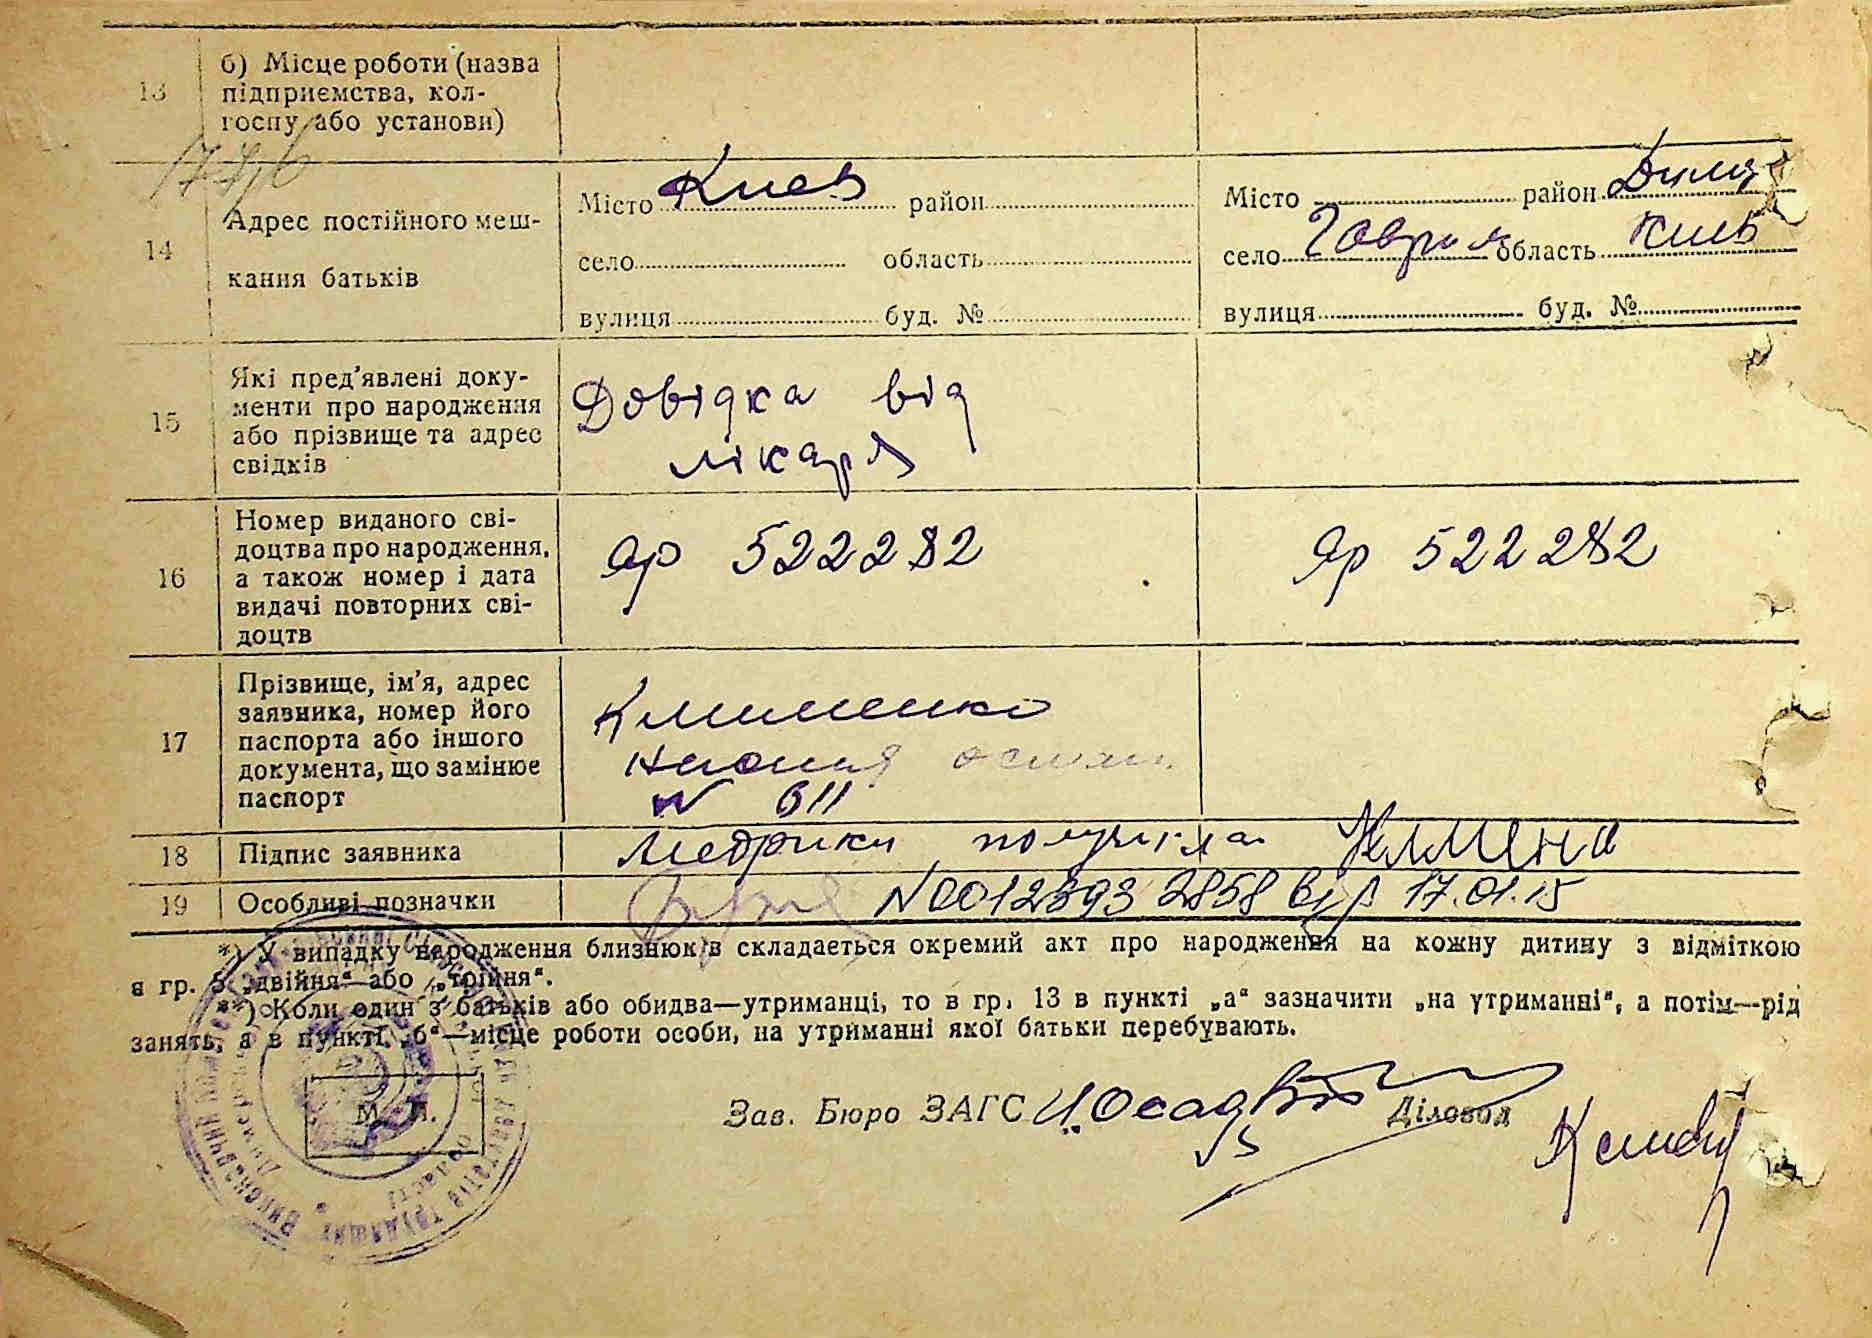 13 б) Місце роботи (назва
підприємства, кол-
госпу або установи)
14 Адрес постійного меш-
кання батьків
Місто Киев район
село область
вулиця буд. №
Місто район Димер
село Гаврил область Киев
вулиця буд. №
15 Які пред'явлені доку-
менти про народження
або прізвище та адрес
свідків
Довідка від
лікаря
16 Номер виданого сві-
доцтва про народження,
а також номер і дата
видачі повторних сві-
доцтв
Яр 522282 Яр 522282
17 Прізвище, ім'я, адрес
заявника, номер його
паспорта або іншого
документа, що замінює
паспорт
Клименко
№ 611
18 Підпис заявника
Метрики получила
19 Особливі позначки
N00123932858 від 17.01.15
*) У випадку народження близнюків складається окремий акт про народження на кожну дитину з відміткою
в гр. 5 „двійня" або „трійня".
**) Коли один з батьків або обидва—утриманці, то в гр. 13 в пункті „а" зазначити „на утриманні", а потім—рід
занять, а в пункті „б"—місце роботи особи, на утриманні якої батьки перебувають.
М. П.
Зав. Бюро ЗАГС Діловод